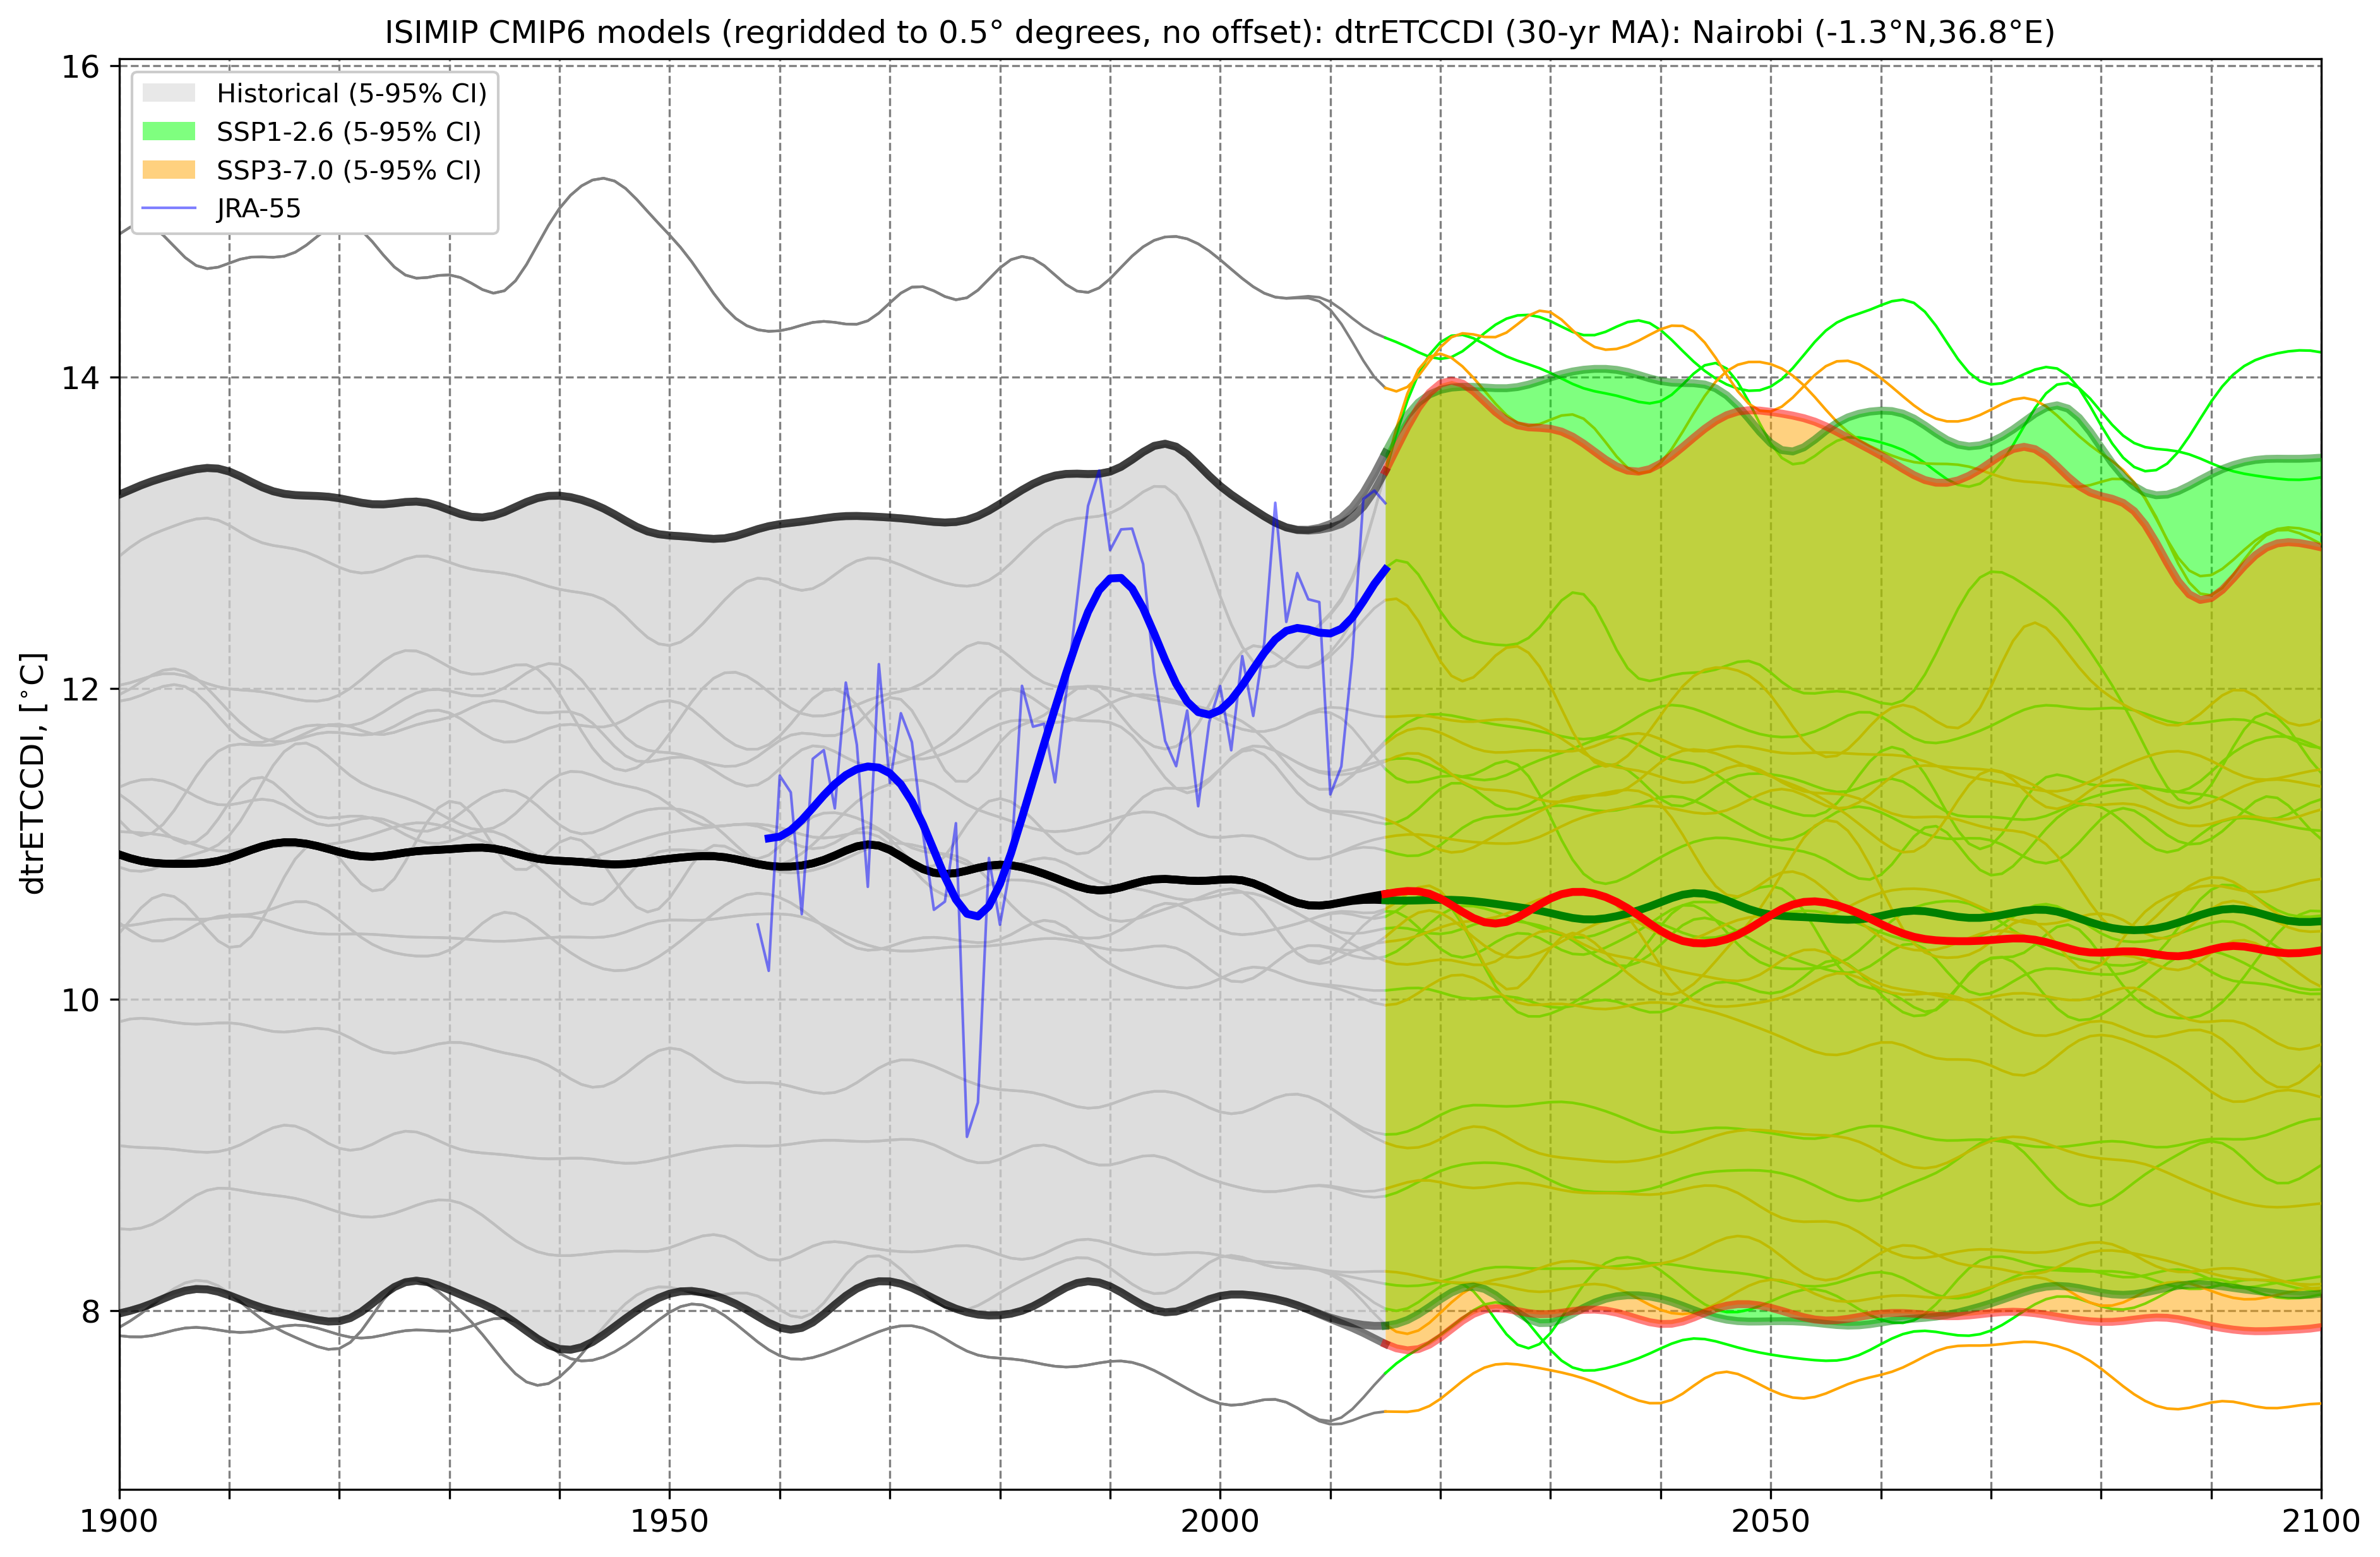 ISIMIP CMIP6 models (regridded to 0.5° degrees, no offset): dtrETCCDI (30-yr MA): Nairobi (-1.3°N,36.8°E)
Historical (5-95% CI)
SSP1-2.6 (5-95% CI)
SSP3-7.0 (5-95% CI)
JRA-55
dtrETCCDI, [°C]
16
14
12
10
8
1900
1950
2000
2050
2100